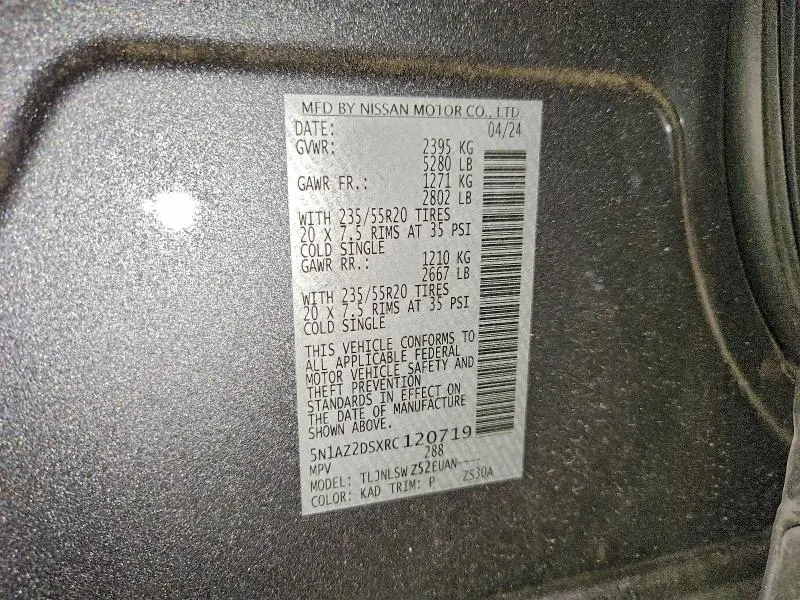 MFD BY NISSAN MOTOR CO., LTD.
DATE: 04/24
GVWR: 2395 KG
5280 LB
GAWR FR.: 1271 KG
2802 LB
WITH 235/55R20 TIRES
20 X 7.5 RIMS AT 35 PSI
COLD SINGLE
GAWR RR.: 1210 KG
2667 LB
WITH 235/55R20 TIRES
20 X 7.5 RIMS AT 35 PSI
COLD SINGLE
THIS VEHICLE CONFORMS TO
ALL APPLICABLE FEDERAL
MOTOR VEHICLE SAFETY AND
THEFT PREVENTION
STANDARDS IN EFFECT ON
THE DATE OF MANUFACTURE
SHOWN ABOVE.
5N1AZ2DSXRC120719
MPV 288
MODEL: TLJNLSW Z52EUAN----
COLOR: KAD TRIM: P ZS30A